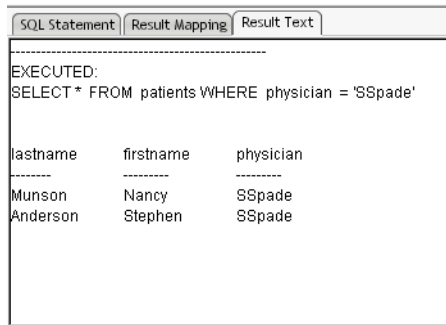 SQL Statement Result Mapping Result Text
--------------------------------------------------
EXECUTED:
SELECT * FROM patients WHERE physician = 'SSpade'
lastname firstname physician
-------- --------- ---------
Munson Nancy SSpade
Anderson Stephen SSpade